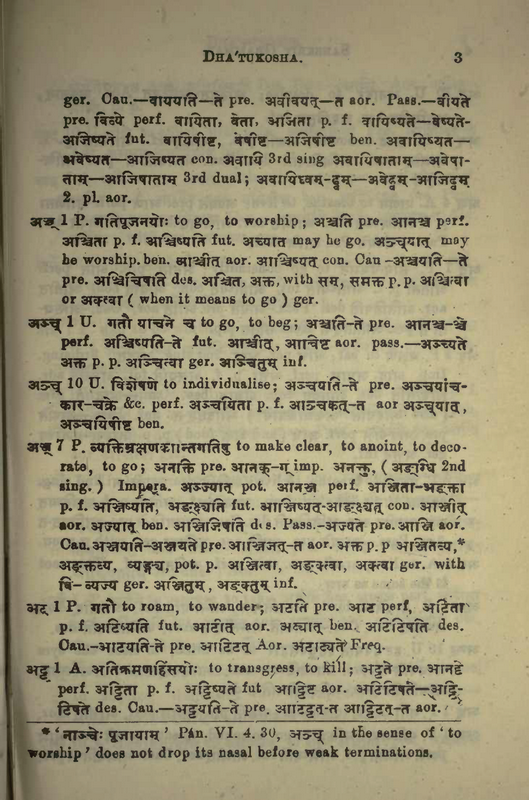 DHA'TUKOSHA. 3
ger. Cau.—वाययति—ते pre. अवीवयत्—त aor. Pass.—वीयते
pre. विव्ये perf. वायिता, वेता, अजिता p. f. वायिष्यते—वेष्यते-
अजिष्यते fut. वायिषीष्ट, वेषीष्ट—अजिषीष्ट ben. अवायिष्यत—
अवेष्यत—आजिष्यत con. अवायि 3rd sing अवायिषाताम्—अवेषा-
ताम्—आजिषाताम् 3rd dual; अवायिध्वम्-ढ्वम्—अवेढ्वम्-आजिढ्वम्
2. pl. aor.
अञ्च् 1 P. गतिपूजनयोः to go, to worship; अञ्चति pre. आनञ्च perf.
अञ्चिता p. f. अञ्चिष्यति fut. अच्यात may he go. अञ्च्यात् may
he worship. ben. आञ्चीत् aor. आञ्चिष्यत् con. Cau -अञ्चयति—ते
pre. अञ्चिचिषति des. अञ्चित, अक्त, with सम्, समक्त p. p. अञ्चित्वा
or अक्त्वा ( when it means to go ) ger.
अञ्च् 1 U. गतौ याचने च to go, to beg; अञ्चति-ते pre. आनञ्च-ञ्चे
perf. अञ्चिष्यति-ते fut. आञ्चीत्, आञ्चिष्ट aor. pass.—अञ्च्यते
अक्त p. p. अञ्चित्वा ger. अञ्चितुम् inf.
अञ्च् 10 U. विशेषणे to individualise; अञ्चयति-ते pre. अञ्चयांच-
कार-चक्रे &c. perf. अञ्चयिता p. f. आञ्चिकत्-त aor अञ्च्यात्,
अञ्चयिषीष्ट ben.
अञ्ज् 7 P. व्यक्तिम्रक्षणकान्तिगतिषु to make clear, to anoint, to deco-
rate, to go; अनक्ति pre. आनक्-ग् imp. अनक्तु, ( अङ्ग्धि 2nd
sing. ) Impera. अञ्ज्यात् pot. आनञ्ज perf. अञ्जिता-अङ्क्ता
p. f. अञ्जिष्यति, अङ्क्ष्यति fut. आञ्जिष्यत्-आङ्क्ष्यत् con. आञ्जीत्
aor. अज्यात् ben. अञ्जिजिषति des. Pass.-अज्यते pre. आञ्जि aor.
Cau. अञ्जयति-अञ्जयते pre. आञ्जिजत्-त aor. अक्त p. p अञ्जितव्य,*
अङ्क्तव्य, व्यङ्ग्य, pot. p. अञ्जित्वा, अङ्क्त्वा, अक्त्वा ger. with
वि- व्यज्य ger. अञ्जितुम्, अङ्क्तुम् inf.
अट् 1 P. गतौ to roam, to wander; अटति pre. आट perf, अटिता
p. f. अटिष्यति fut. आटीत् aor. अट्यात् ben. अटिटिषति des.
Cau.-आटयति-ते pre. आटिटत् Aor. अटाट्यते Freq.
अट्ट् 1 A. अतिक्रमणहिंसयोः to transgress, to kill; अट्टते pre. आनट्टे
perf. अट्टिता p. f. अट्टिष्यते fut आट्टिष्ट aor. अटिटिषते—अट्टि-
टिषते des. Cau.—अट्टयति-ते pre. आटिट्टत्-त आट्टिटत्-त aor.
*'नाञ्चेः पूजायाम्' Pán. VI. 4. 30, अञ्च् in the sense of 'to
worship' does not drop its nasal before weak terminations.